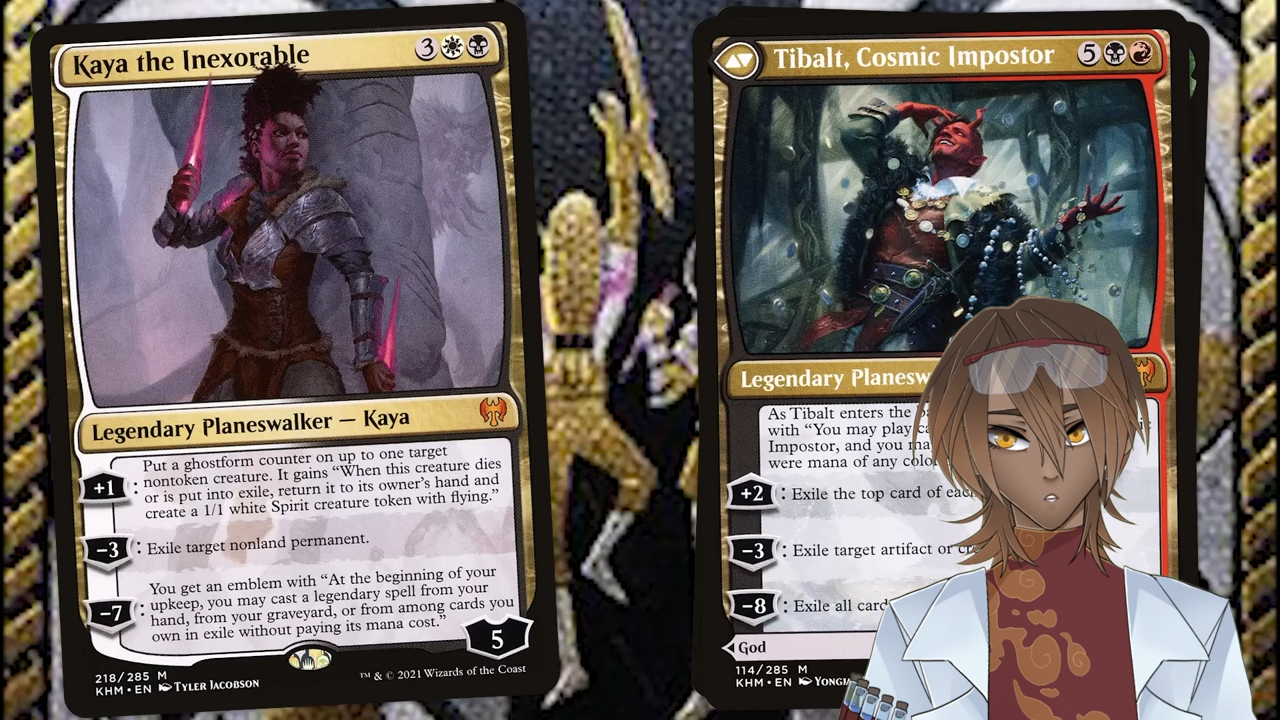 Kaya the Inexorable
3
Legendary Planeswalker — Kaya
+1 : Put a ghostform counter on up to one target
nontoken creature. It gains “When this creature dies
or is put into exile, return it to its owner’s hand and
create a 1/1 white Spirit creature token with flying.”
−3 : Exile target nonland permanent.
−7 : You get an emblem with “At the beginning of your
upkeep, you may cast a legendary spell from your
hand, from your graveyard, or from among cards you
own in exile without paying its mana cost.”
5
218/285 M
KHM • EN Tyler Jacobson
™ & © 2021 Wizards of the Coast
Tibalt, Cosmic Impostor
5
Legendary Planesw
As Tibalt enters the
with “You may play
Impostor, and you
were mana of any
+2 : Exile the top card of each
−3 : Exile target artifact or
−8 : Exile all
God
114/285 M
KHM • EN